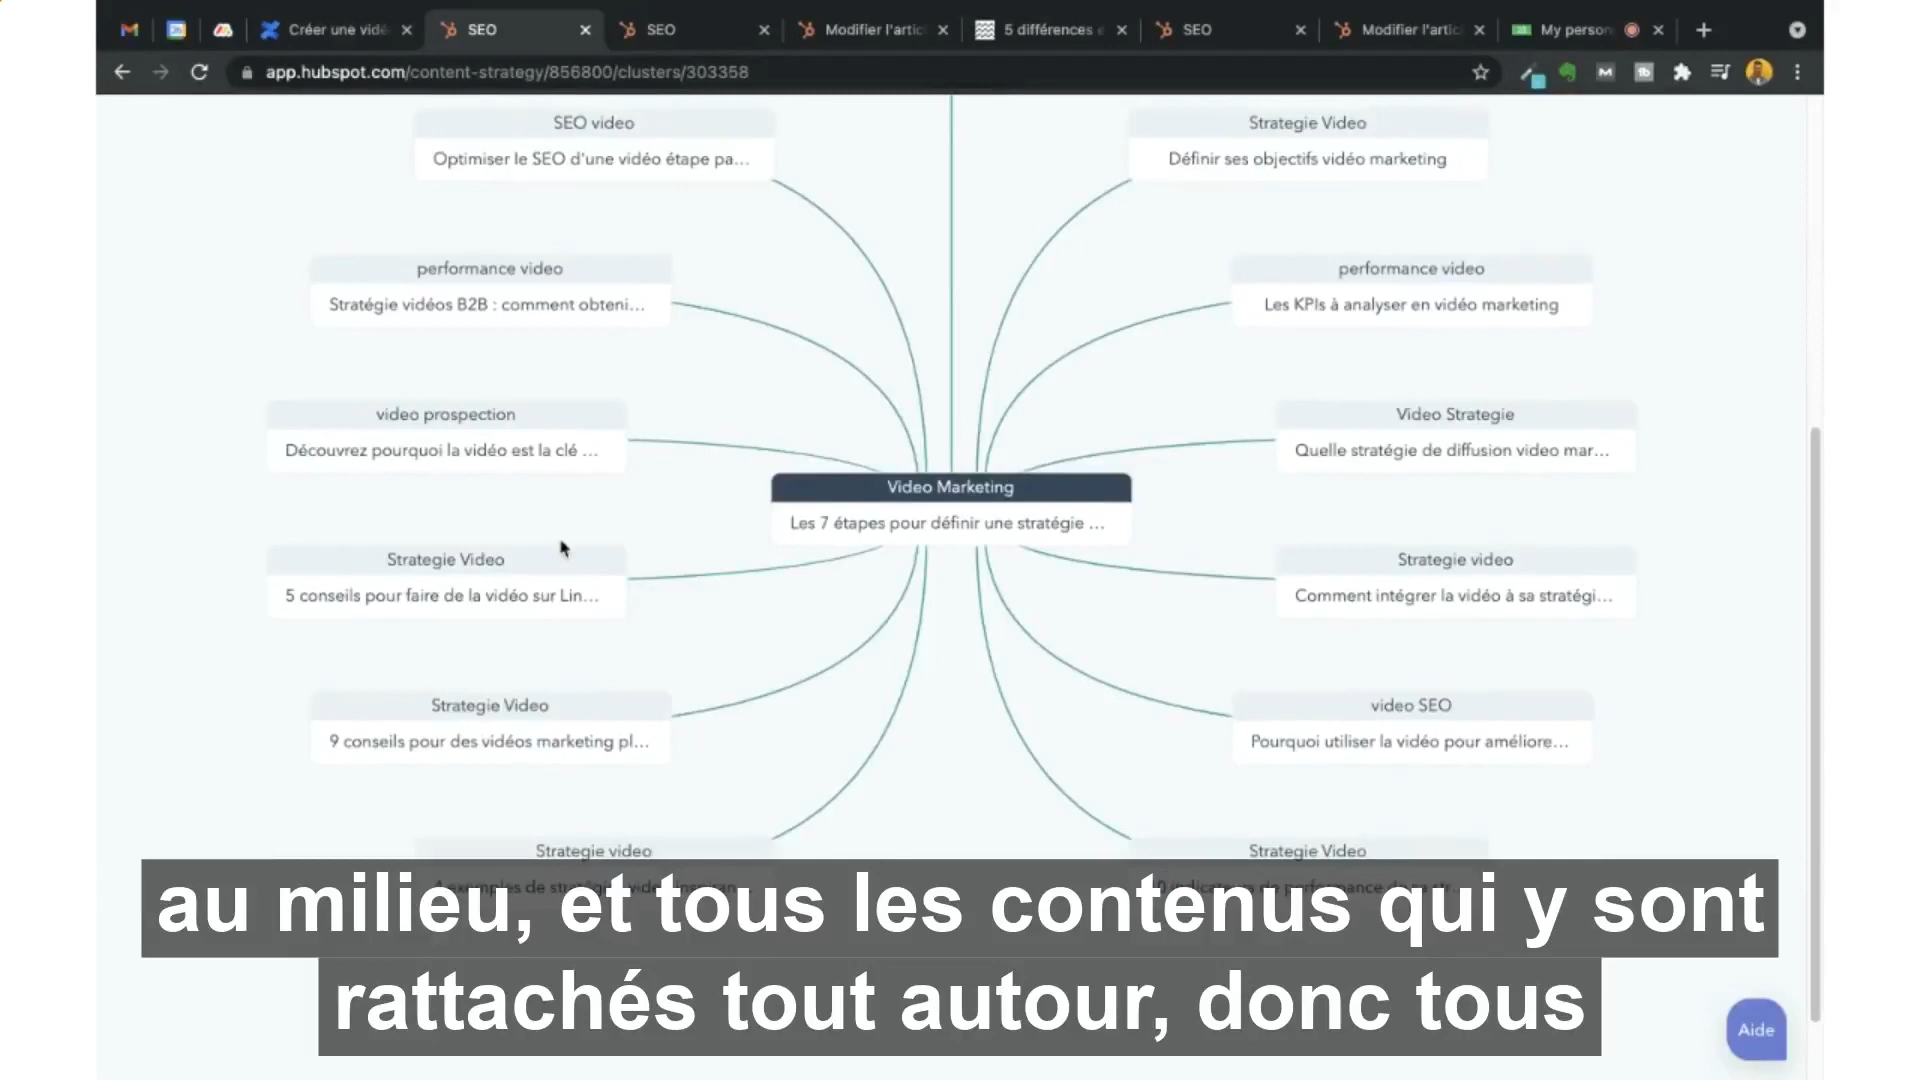 Créer une vidé
SEO
SEO
Modifier l'artic
5 différences e
SEO
Modifier l'artic
My person
app.hubspot.com/content-strategy/856800/clusters/303358
SEO video
Optimiser le SEO d'une vidéo étape pa...
Strategie Video
Définir ses objectifs vidéo marketing
performance video
Stratégie vidéos B2B : comment obteni...
performance video
Les KPIs à analyser en vidéo marketing
video prospection
Découvrez pourquoi la vidéo est la clé ...
Video Strategie
Quelle stratégie de diffusion video mar...
Video Marketing
Les 7 étapes pour définir une stratégie ...
Strategie Video
5 conseils pour faire de la vidéo sur Lin...
Strategie video
Comment intégrer la vidéo à sa stratégi...
Strategie Video
9 conseils pour des vidéos marketing pl...
video SEO
Pourquoi utiliser la vidéo pour améliore...
Strategie video
Strategie Video
au milieu, et tous les contenus qui y sont
rattachés tout autour, donc tous
Aide